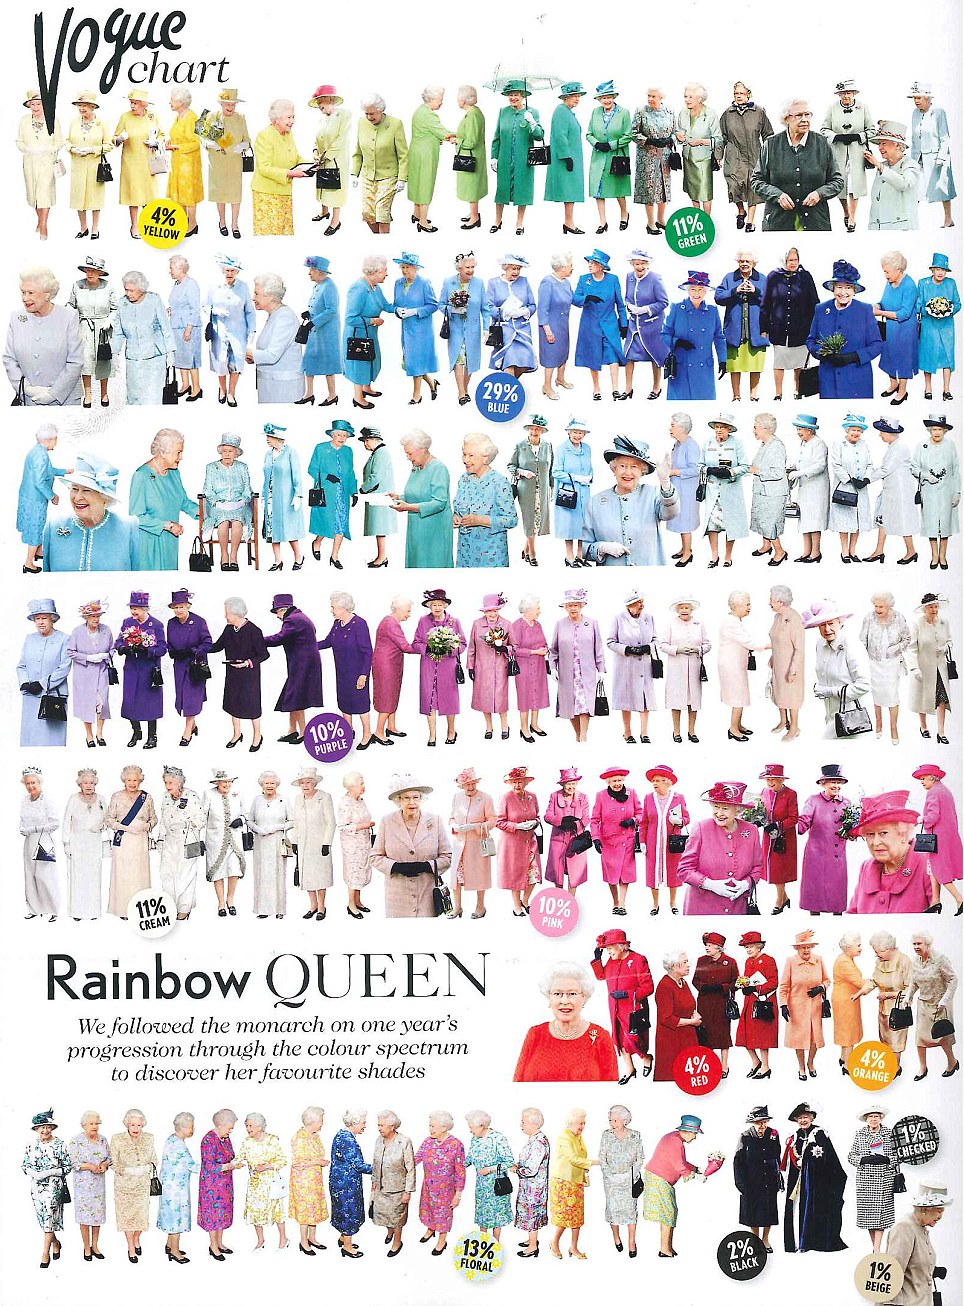 Vogue
chart
4%
YELLOW
11%
GREEN
29%
BLUE
10%
PURPLE
11%
CREAM
10%
PINK
Rainbow QUEEN
We followed the monarch on one year's
progression through the colour spectrum
to discover her favourite shades
4%
RED
4%
ORANGE
1%
CHECKED
13%
FLORAL
2%
BLACK
1%
BEIGE